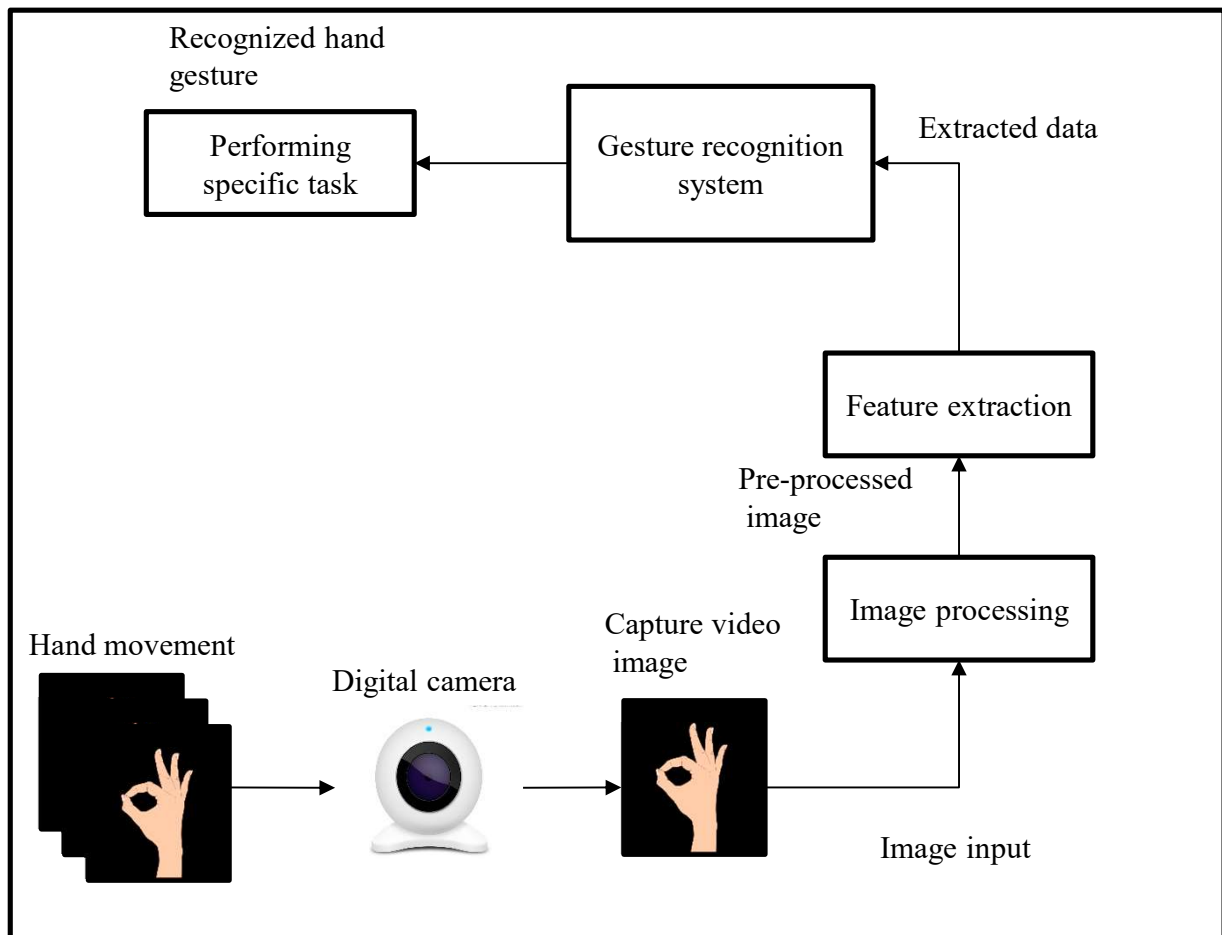 Recognized hand
gesture
Performing
specific task
Gesture recognition
system
Extracted data
Feature extraction
Pre-processed
image
Image processing
Capture video
image
Hand movement
Digital camera
Image input